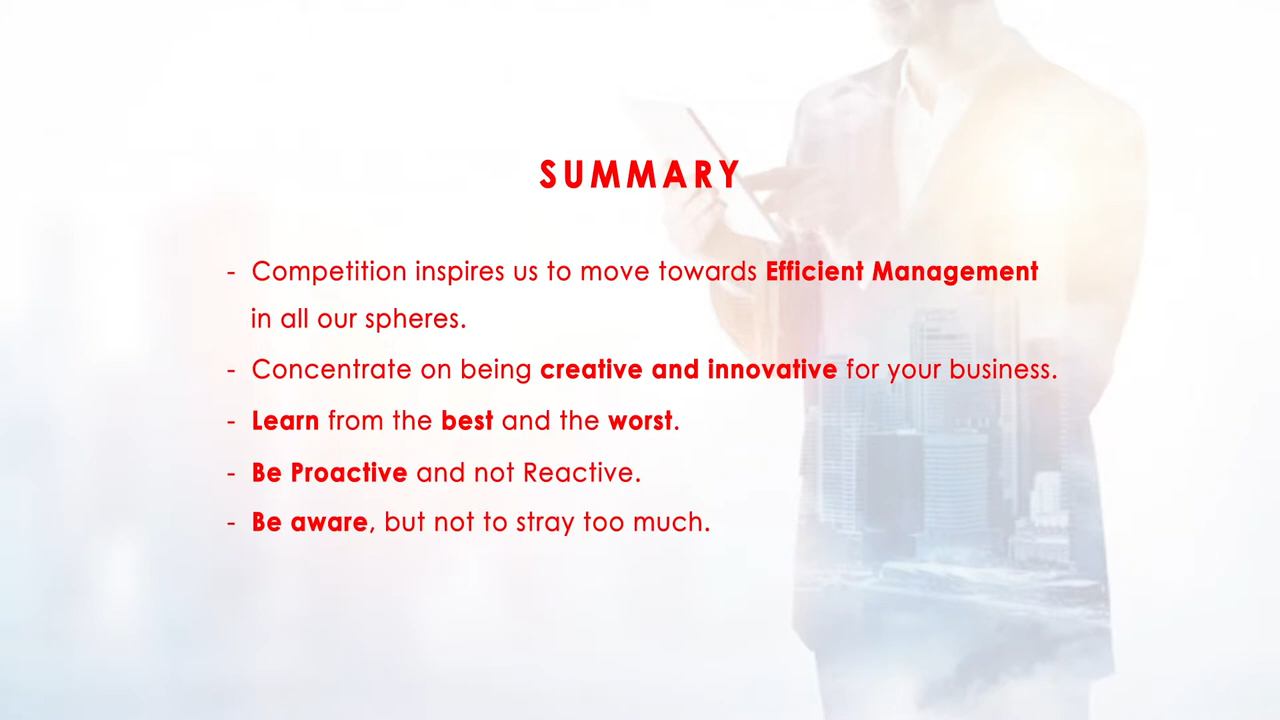 SUMMARY
- Competition inspires us to move towards Efficient Management
in all our spheres.
- Concentrate on being creative and innovative for your business.
- Learn from the best and the worst.
- Be Proactive and not Reactive.
- Be aware, but not to stray too much.